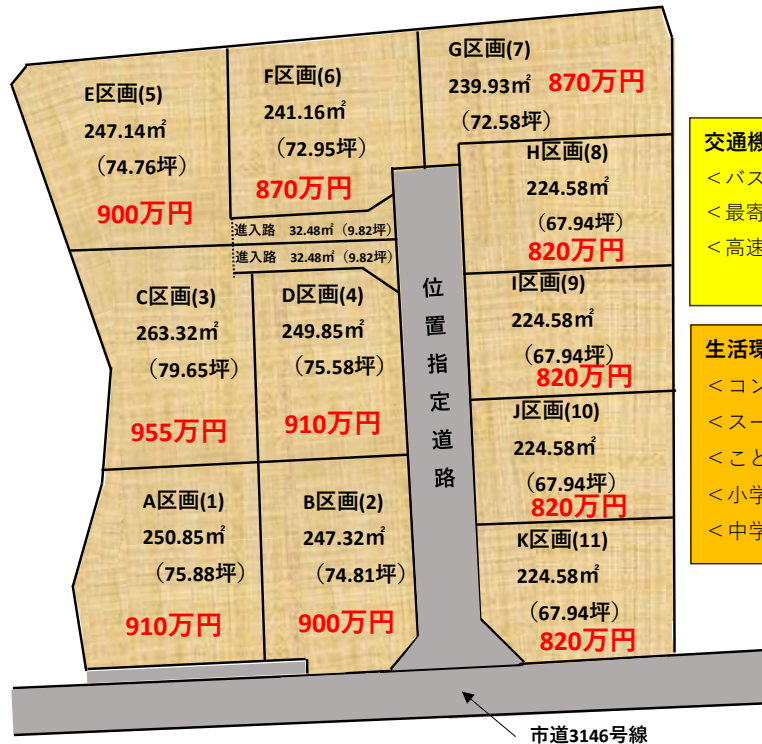 E区画(5)
247.14㎡
（74.76坪）
900万円
F区画(6)
241.16㎡
（72.95坪）
870万円
G区画(7)
239.93㎡ 870万円
（72.58坪）
H区画(8)
224.58㎡
（67.94坪）
820万円
進入路 32.48㎡（9.82坪）
進入路 32.48㎡（9.82坪）
C区画(3)
263.32㎡
（79.65坪）
955万円
D区画(4)
249.85㎡
（75.58坪）
910万円
位置指定道路
I区画(9)
224.58㎡
（67.94坪）
820万円
J区画(10)
224.58㎡
（67.94坪）
820万円
A区画(1)
250.85㎡
（75.88坪）
910万円
B区画(2)
247.32㎡
（74.81坪）
900万円
K区画(11)
224.58㎡
（67.94坪）
820万円
市道3146号線
交通機
＜バス
＜最寄
＜高速
生活環
＜コン
＜スー
＜こと
＜小学
＜中学